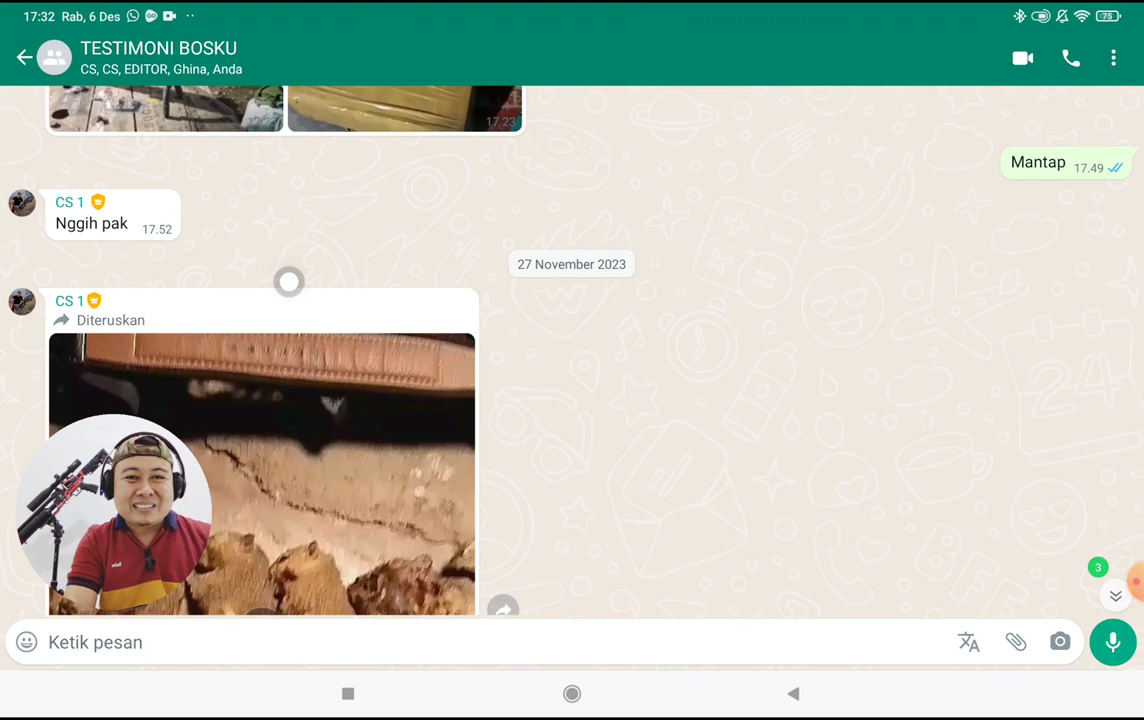 17:32 Rab, 6 Des
75
TESTIMONI BOSKU
CS, CS, EDITOR, Ghina, Anda
17.23
Mantap 17.49
CS 1
Nggih pak 17.52
27 November 2023
CS 1
Diteruskan
3
Ketik pesan